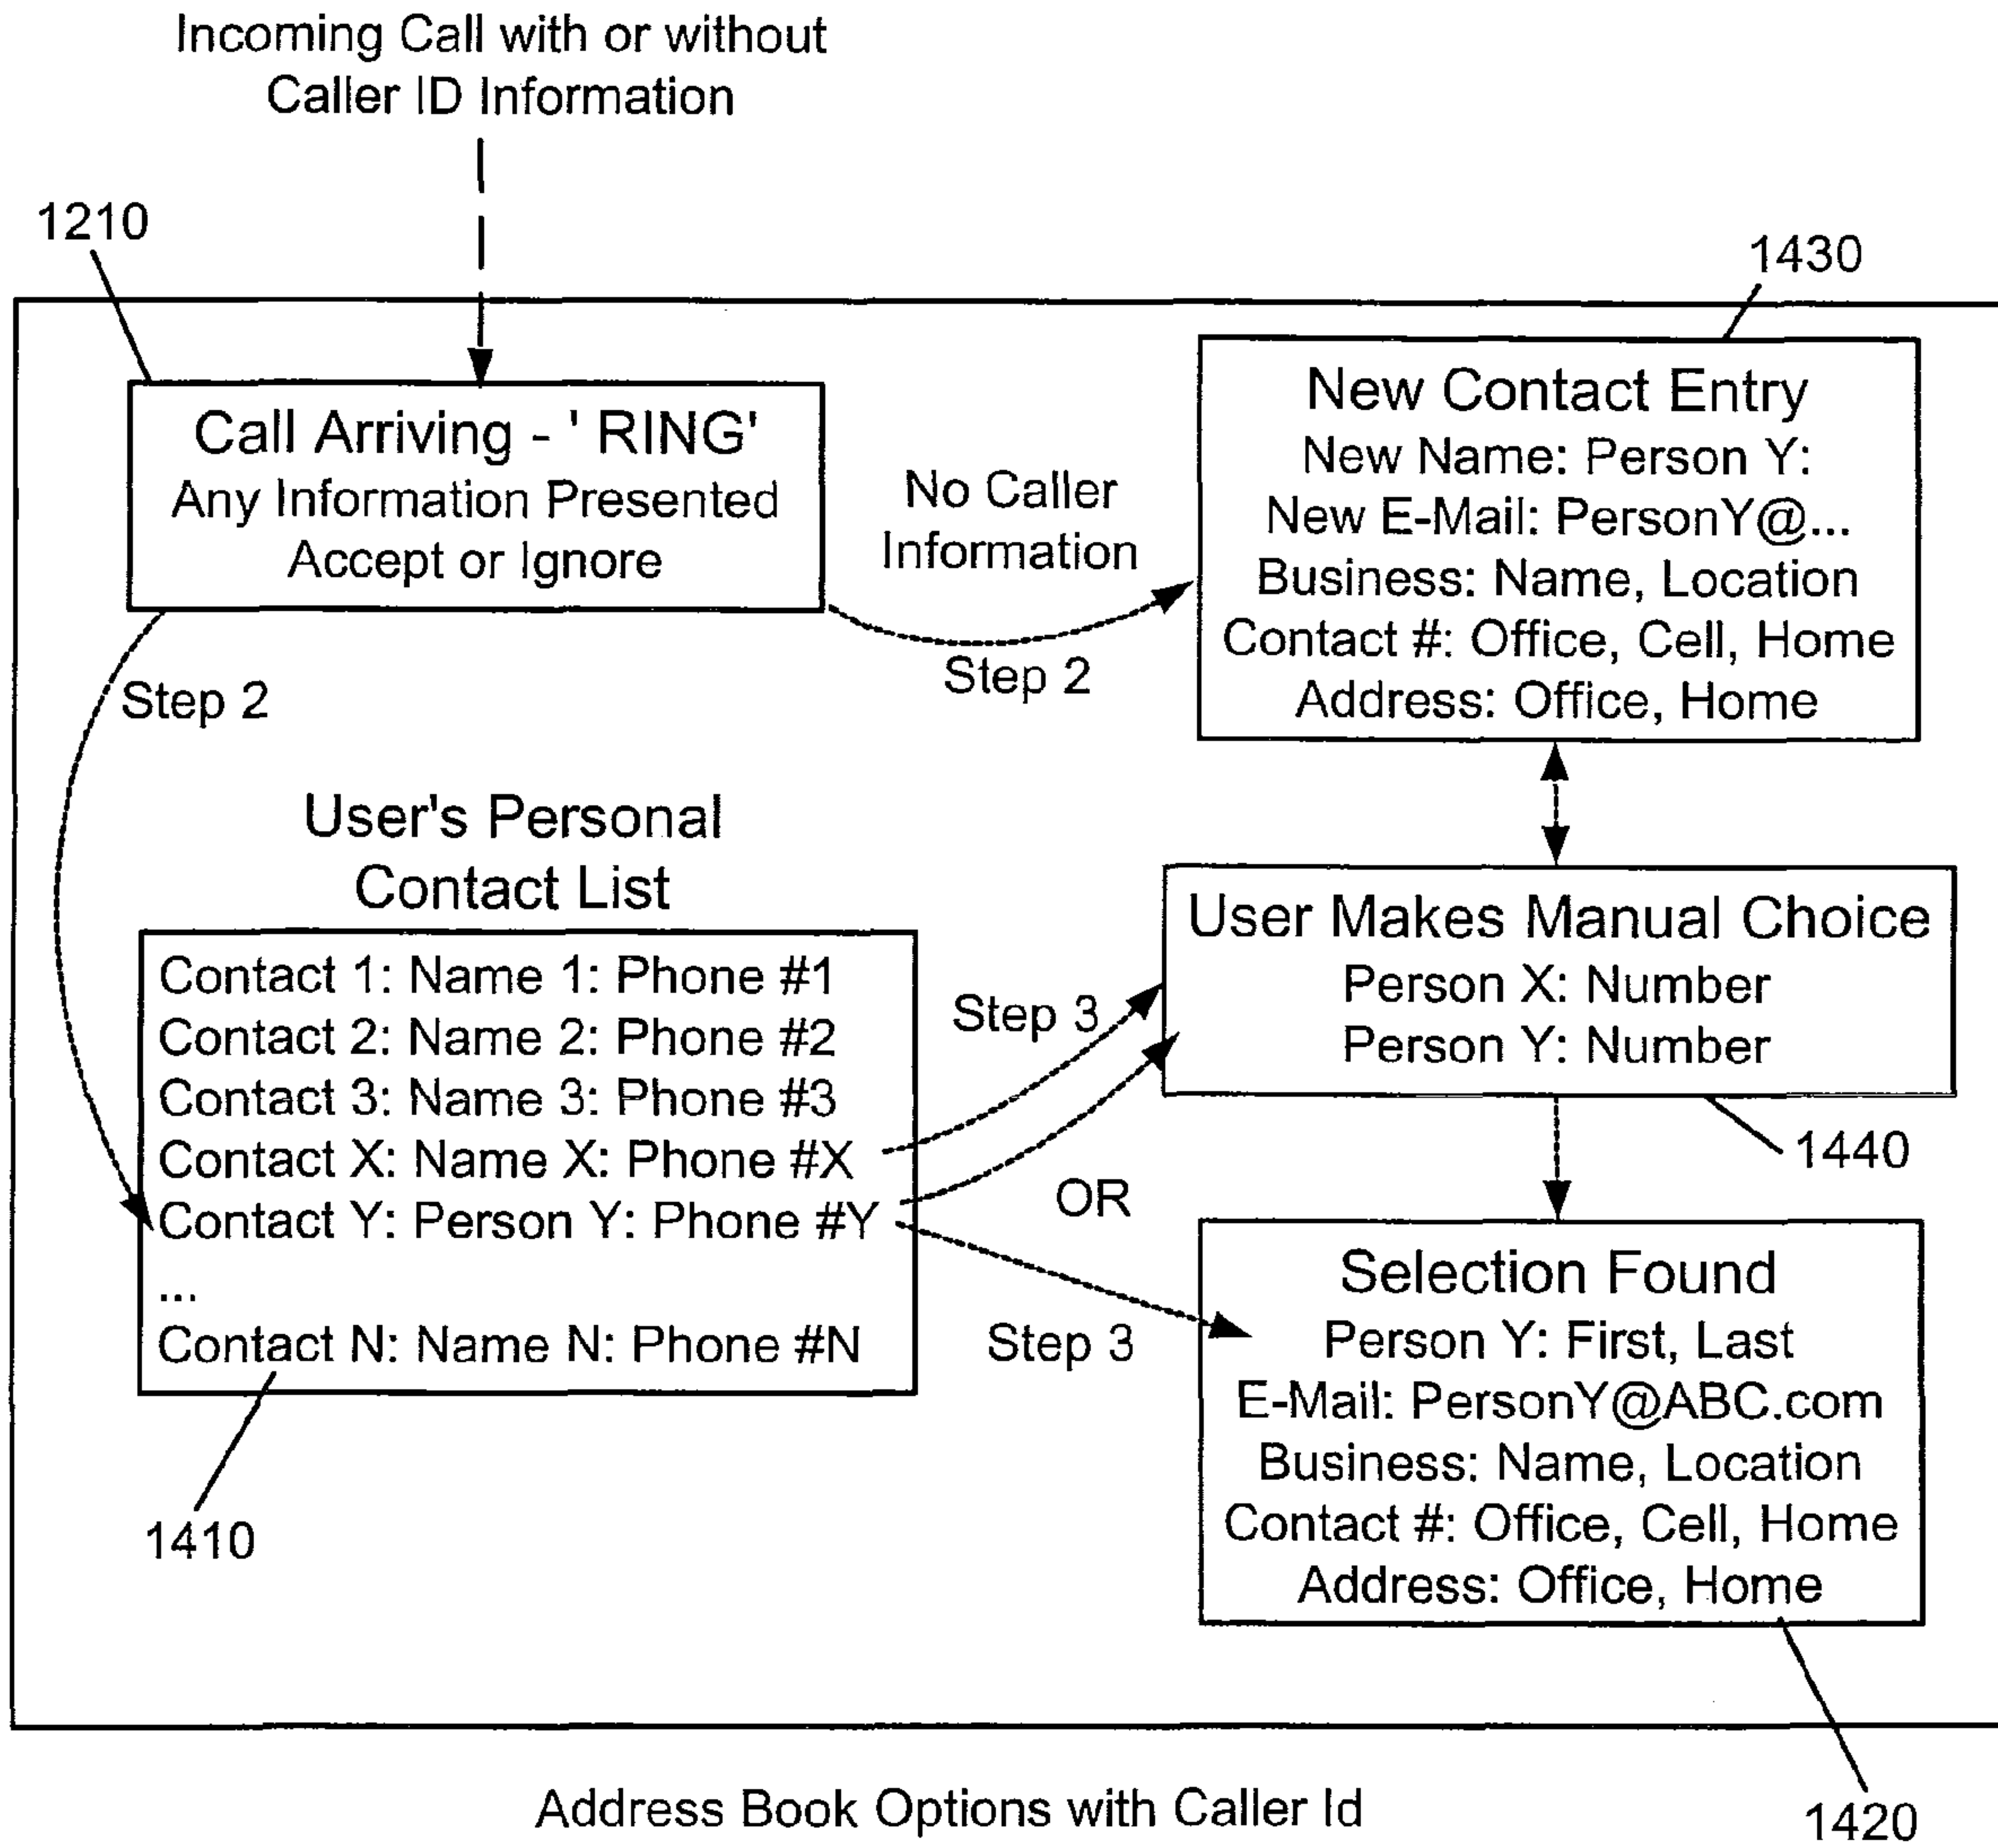 Incoming Call with or without
Caller ID Information
1210
1430
Call Arriving - ' RING'
Any Information Presented
Accept or Ignore
No Caller
Information
Step 2
New Contact Entry
New Name: Person Y:
New E-Mail: PersonY@...
Business: Name, Location
Contact #: Office, Cell, Home
Address: Office, Home
Step 2
User's Personal
Contact List
Contact 1: Name 1: Phone #1
Contact 2: Name 2: Phone #2
Contact 3: Name 3: Phone #3
Contact X: Name X: Phone #X
Contact Y: Person Y: Phone #Y
...
Contact N: Name N: Phone #N
1410
Step 3
OR
Step 3
User Makes Manual Choice
Person X: Number
Person Y: Number
1440
Selection Found
Person Y: First, Last
E-Mail: PersonY@ABC.com
Business: Name, Location
Contact #: Office, Cell, Home
Address: Office, Home
1420
Address Book Options with Caller Id